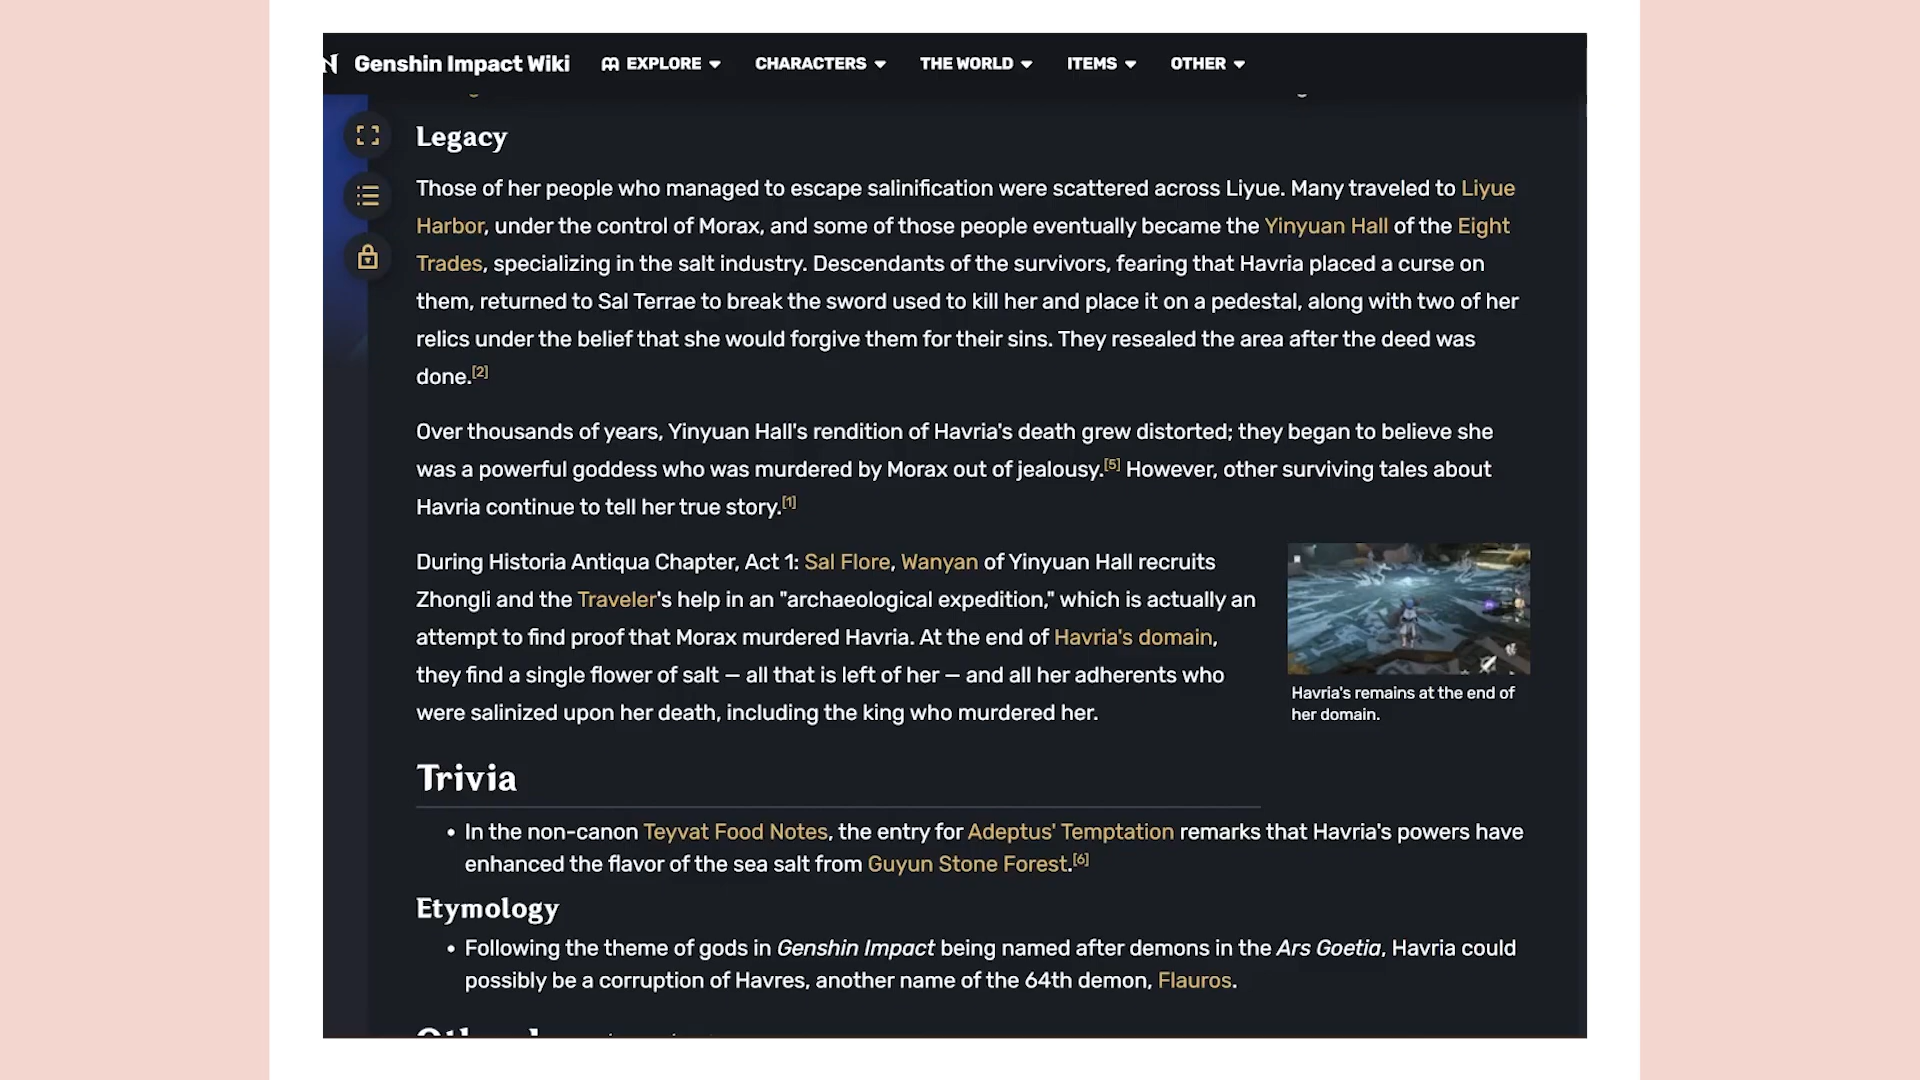 Genshin Impact Wiki EXPLORE CHARACTERS THE WORLD ITEMS OTHER
Legacy
Those of her people who managed to escape salinification were scattered across Liyue. Many traveled to Liyue
Harbor, under the control of Morax, and some of those people eventually became the Yinyuan Hall of the Eight
Trades, specializing in the salt industry. Descendants of the survivors, fearing that Havria placed a curse on
them, returned to Sal Terrae to break the sword used to kill her and place it on a pedestal, along with two of her
relics under the belief that she would forgive them for their sins. They resealed the area after the deed was
done.[2]
Over thousands of years, Yinyuan Hall's rendition of Havria's death grew distorted; they began to believe she
was a powerful goddess who was murdered by Morax out of jealousy.[5] However, other surviving tales about
Havria continue to tell her true story.[1]
During Historia Antiqua Chapter, Act 1: Sal Flore, Wanyan of Yinyuan Hall recruits
Zhongli and the Traveler's help in an "archaeological expedition," which is actually an
attempt to find proof that Morax murdered Havria. At the end of Havria's domain,
they find a single flower of salt — all that is left of her — and all her adherents who
were salinized upon her death, including the king who murdered her.
Havria's remains at the end of
her domain.
Trivia
• In the non-canon Teyvat Food Notes, the entry for Adeptus' Temptation remarks that Havria's powers have
enhanced the flavor of the sea salt from Guyun Stone Forest.[6]
Etymology
• Following the theme of gods in Genshin Impact being named after demons in the Ars Goetia, Havria could
possibly be a corruption of Havres, another name of the 64th demon, Flauros.